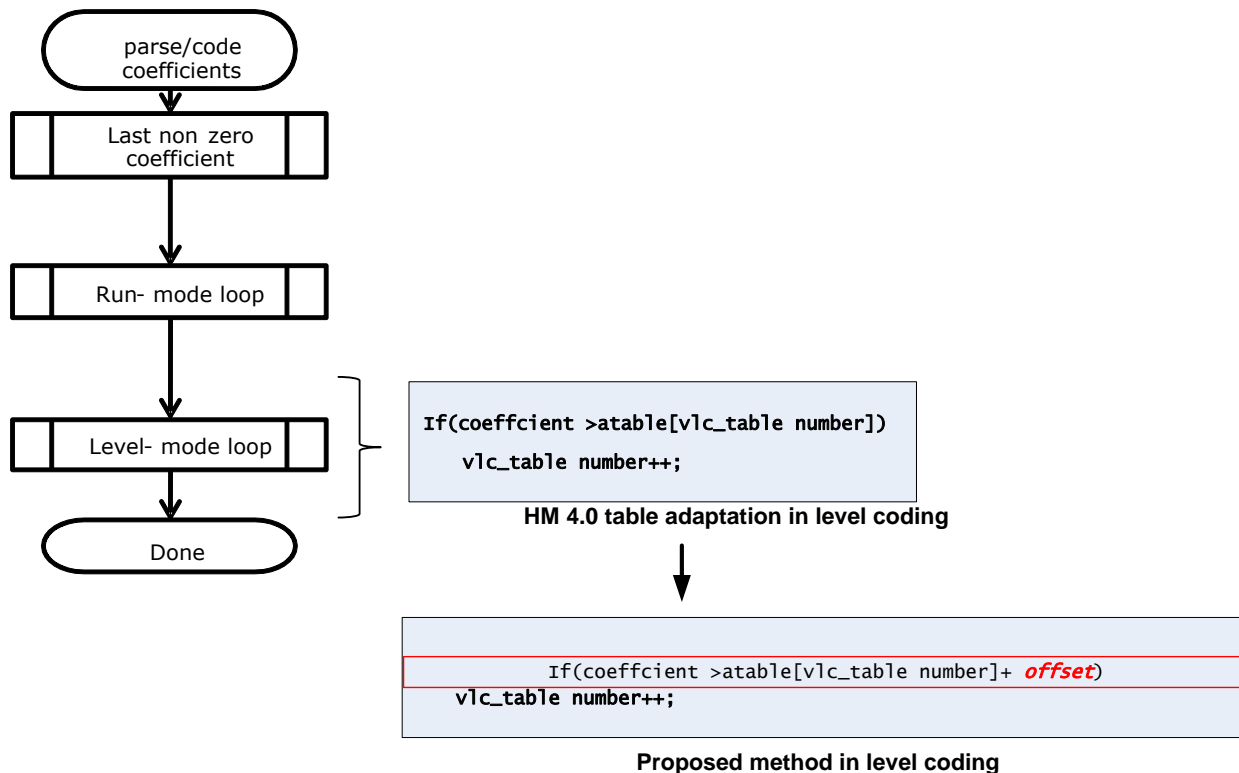 parse/code
coefficients
Last non zero
coefficient
Run- mode loop
Level- mode loop
Done
If(coeffcient >atable[vlc_table number])
vlc_table number++;
HM 4.0 table adaptation in level coding
If(coeffcient >atable[vlc_table number]+ offset)
vlc_table number++;
Proposed method in level coding